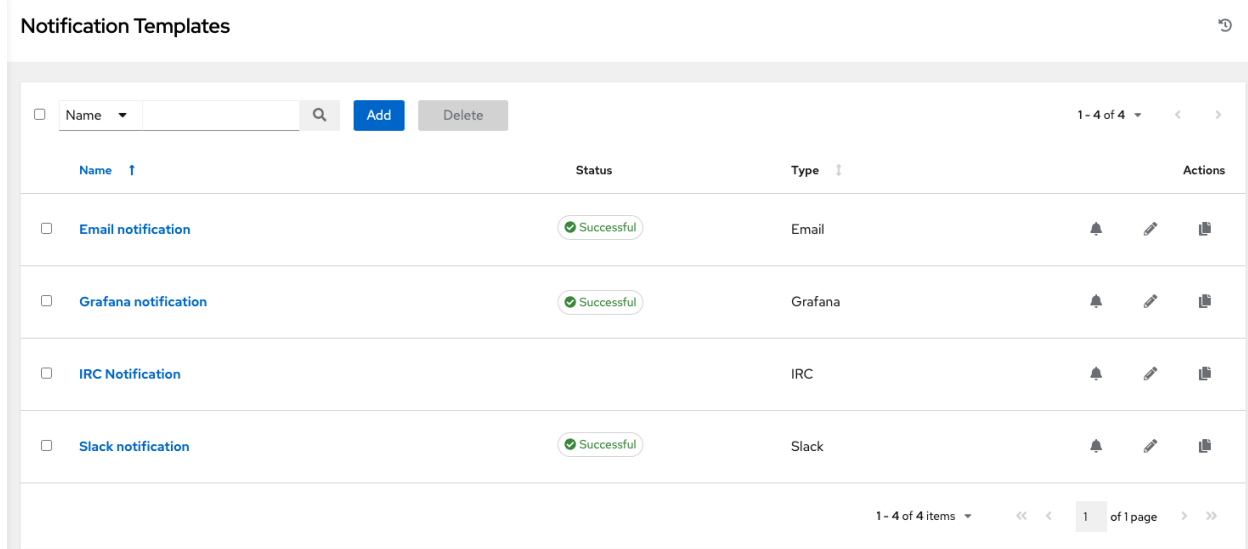 Notification Templates
Name Add Delete 1 - 4 of 4
Name Status Type Actions
Email notification Successful Email
Grafana notification Successful Grafana
IRC Notification IRC
Slack notification Successful Slack
1 - 4 of 4 items 1 of 1 page